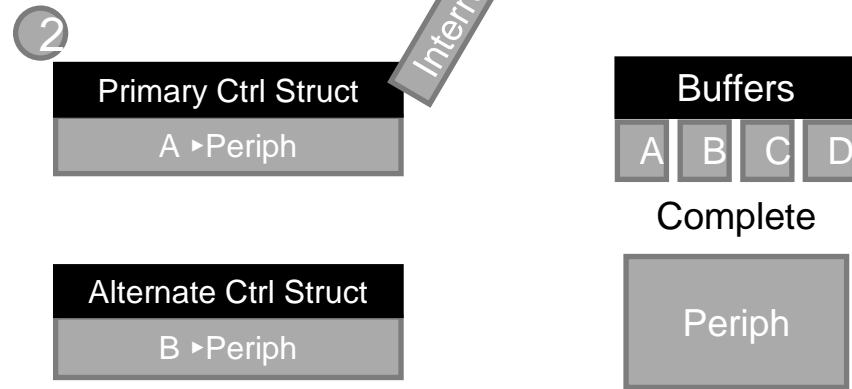 2
Primary Ctrl Struct
A ▸Periph
Alternate Ctrl Struct
B ▸Periph
Buffers
A B C D
Complete
Periph